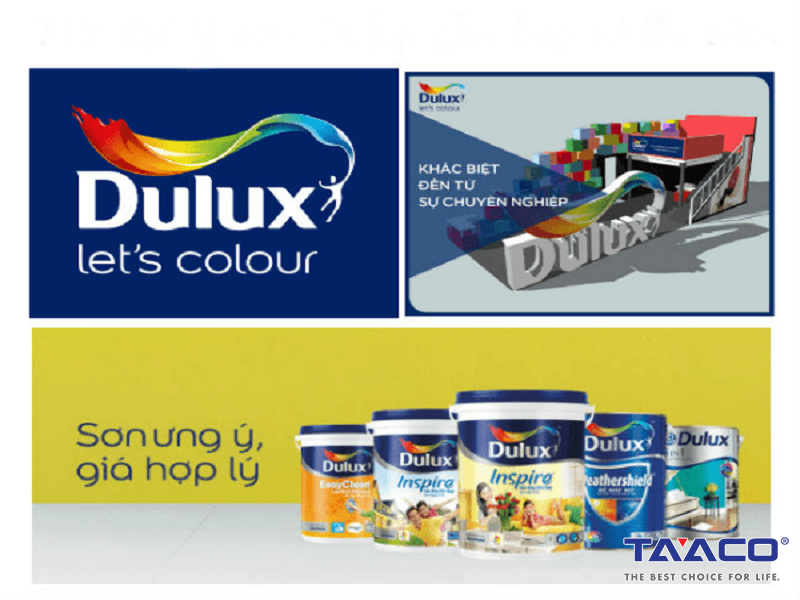 Dulux
let's colour
Dulux
let's colour
KHÁC BIỆT
ĐẾN TỪ
SỰ CHUYÊN NGHIỆP
Dulux
Sơn ưng ý,
giá hợp lý
Dulux
EasyClean
Dulux
Inspire
Dulux
Inspire
Dulux
Weathershield
Dulux
TAACO®
THE BEST CHOICE FOR LIFE.